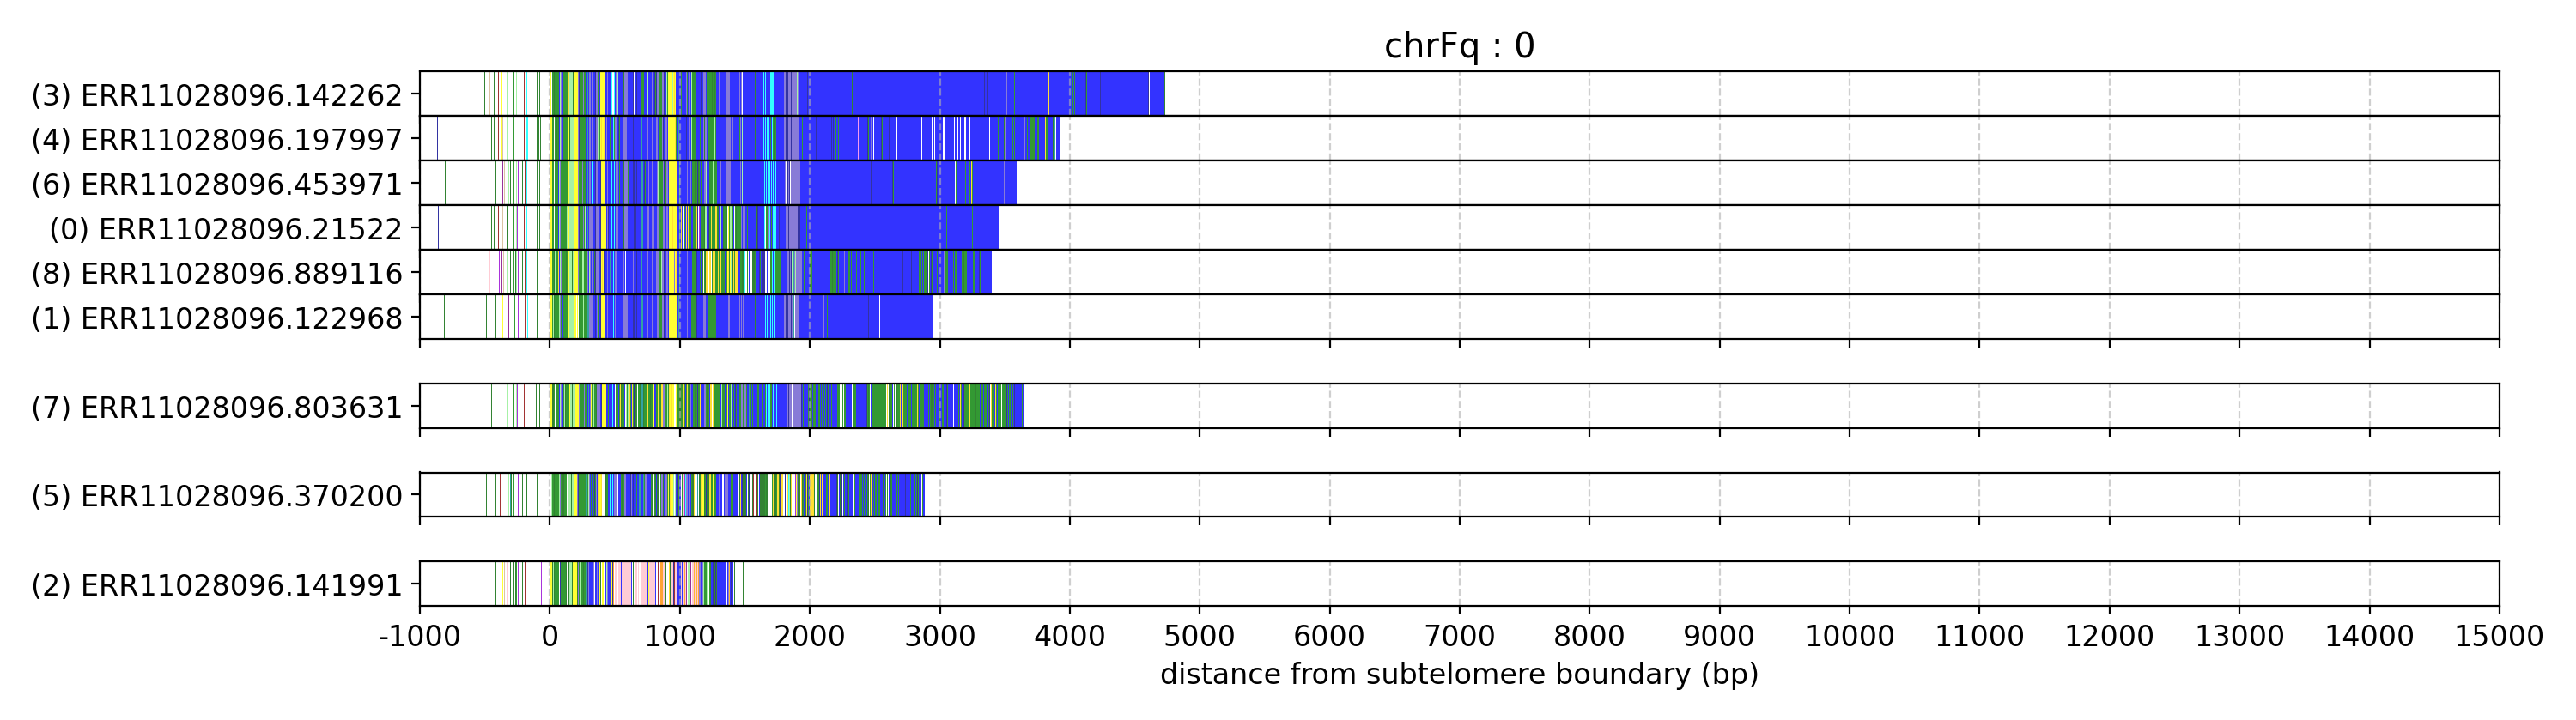 chrFq : 0
(3) ERR11028096.142262
(4) ERR11028096.197997
(6) ERR11028096.453971
(0) ERR11028096.21522
(8) ERR11028096.889116
(1) ERR11028096.122968
(7) ERR11028096.803631
(5) ERR11028096.370200
(2) ERR11028096.141991
-1000 0 1000 2000 3000 4000 5000 6000 7000 8000 9000 10000 11000 12000 13000 14000 15000
distance from subtelomere boundary (bp)